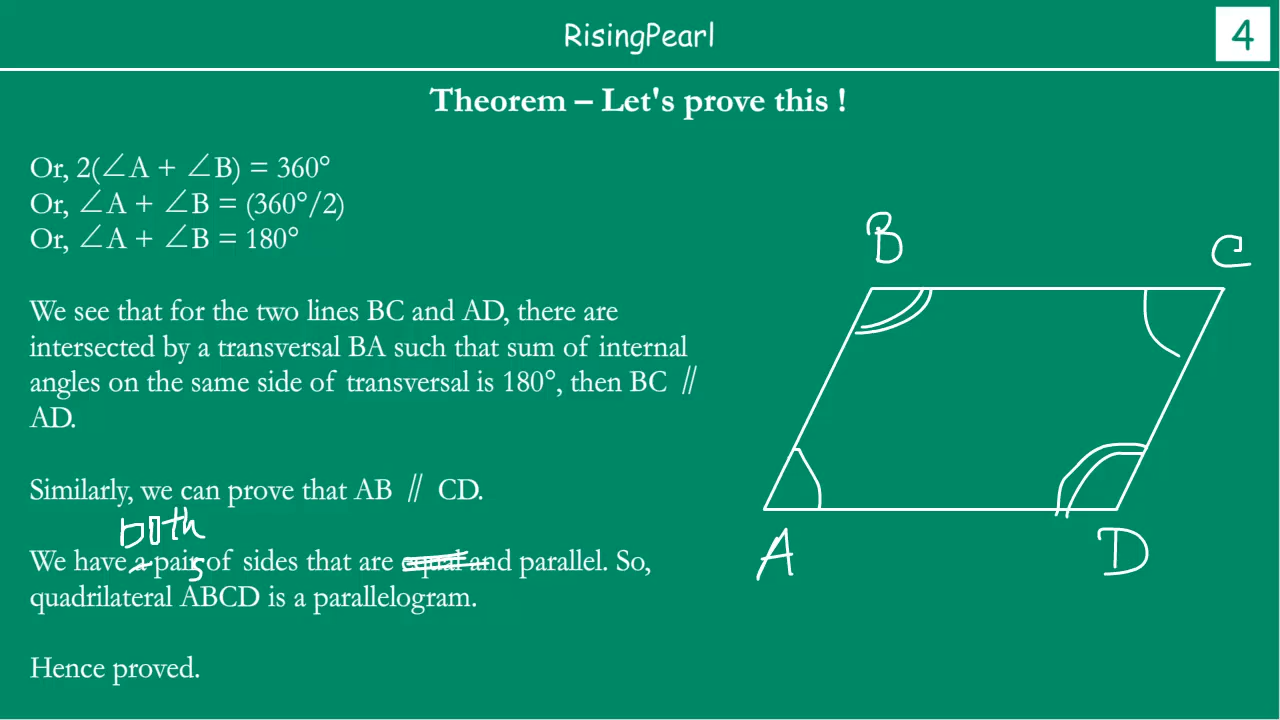 RisingPearl
4
Theorem – Let's prove this !
Or, 2(∠A + ∠B) = 360°
Or, ∠A + ∠B = (360°/2)
Or, ∠A + ∠B = 180°
We see that for the two lines BC and AD, there are
intersected by a transversal BA such that sum of internal
angles on the same side of transversal is 180°, then BC ∥
AD.
Similarly, we can prove that AB ∥ CD.
both
We have a pairs of sides that are equal and parallel. So,
quadrilateral ABCD is a parallelogram.
Hence proved.
B
C
A
D